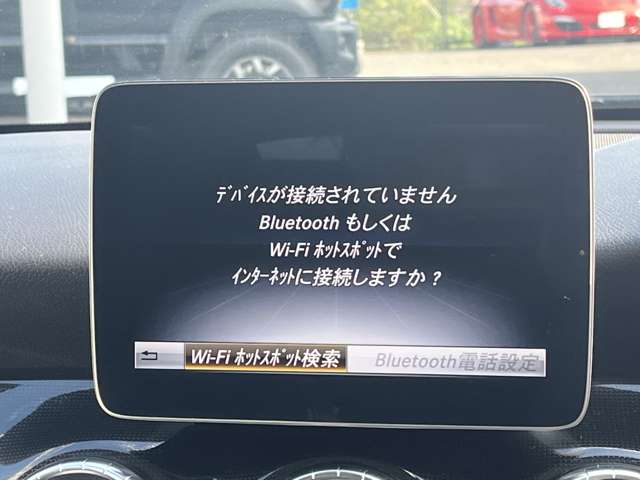 ﾃﾞﾊﾞｲｽが接続されていません
Bluetooth もしくは
Wi-Fi ﾎｯﾄｽﾎﾟｯﾄで
ｲﾝﾀｰﾈｯﾄに接続しますか？
Wi-Fi ﾎｯﾄｽﾎﾟｯﾄ検索 Bluetooth電話設定